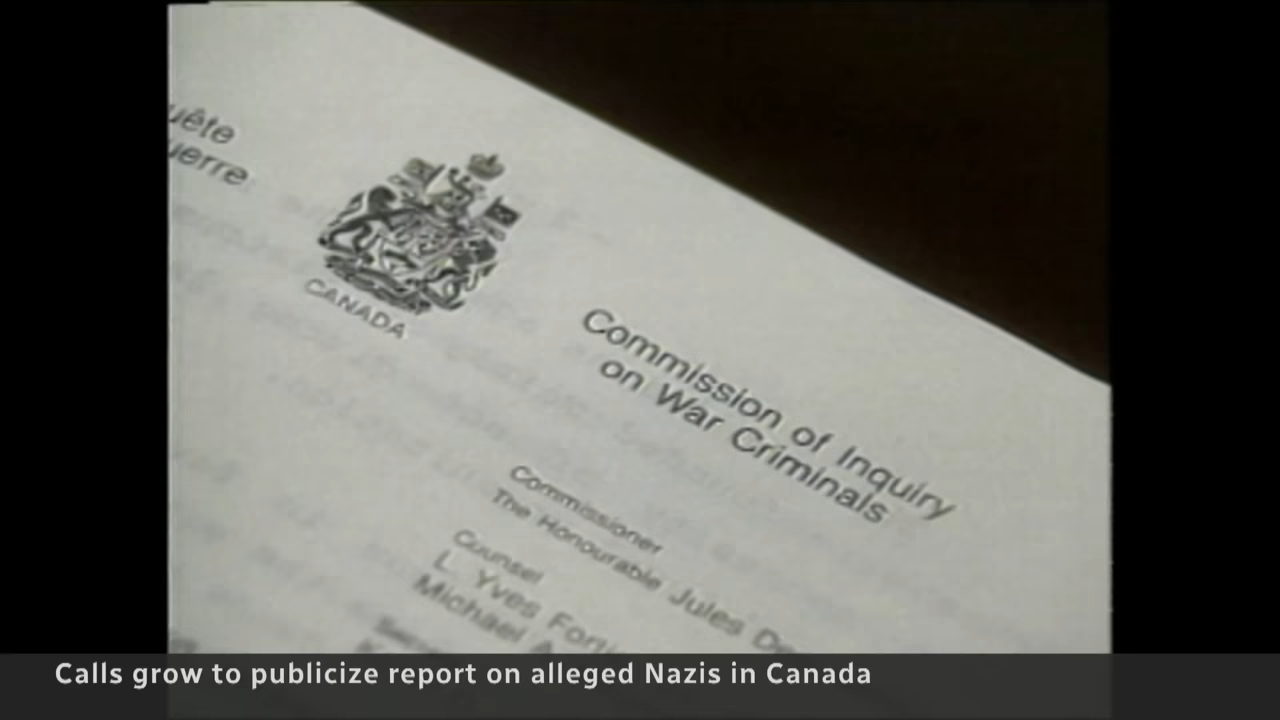 uête
uerre
CANADA
Commission of Inquiry
on War Criminals
Commissioner
The Honourable Jules
Counsel
L. Yves
Michael
Calls grow to publicize report on alleged Nazis in Canada